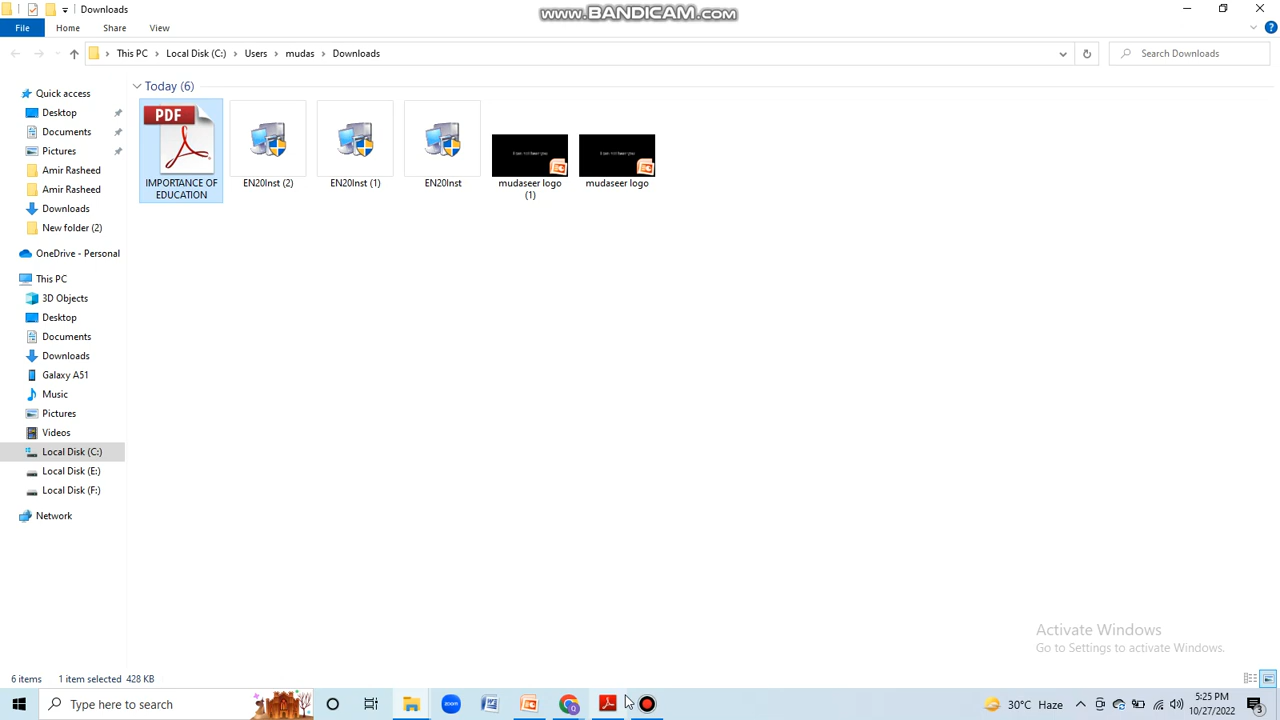 Downloads
www.BANDICAM.com
File Home Share View
This PC Local Disk (C:) Users mudas Downloads
Search Downloads
Today (6)
Quick access
Desktop
Documents
Pictures
Amir Rasheed
Amir Rasheed
Downloads
New folder (2)
OneDrive - Personal
This PC
3D Objects
Desktop
Documents
Downloads
Galaxy A51
Music
Pictures
Videos
Local Disk (C:)
Local Disk (E:)
Local Disk (F:)
Network
PDF
IMPORTANCE OF
EDUCATION
EN20Inst (2)
EN20Inst (1)
EN20Inst
mudaseer logo
(1)
mudaseer logo
Activate Windows
Go to Settings to activate Windows.
6 items 1 item selected 428 KB
Type here to search
zoom
30°C Haze
5:25 PM
10/27/2022
3